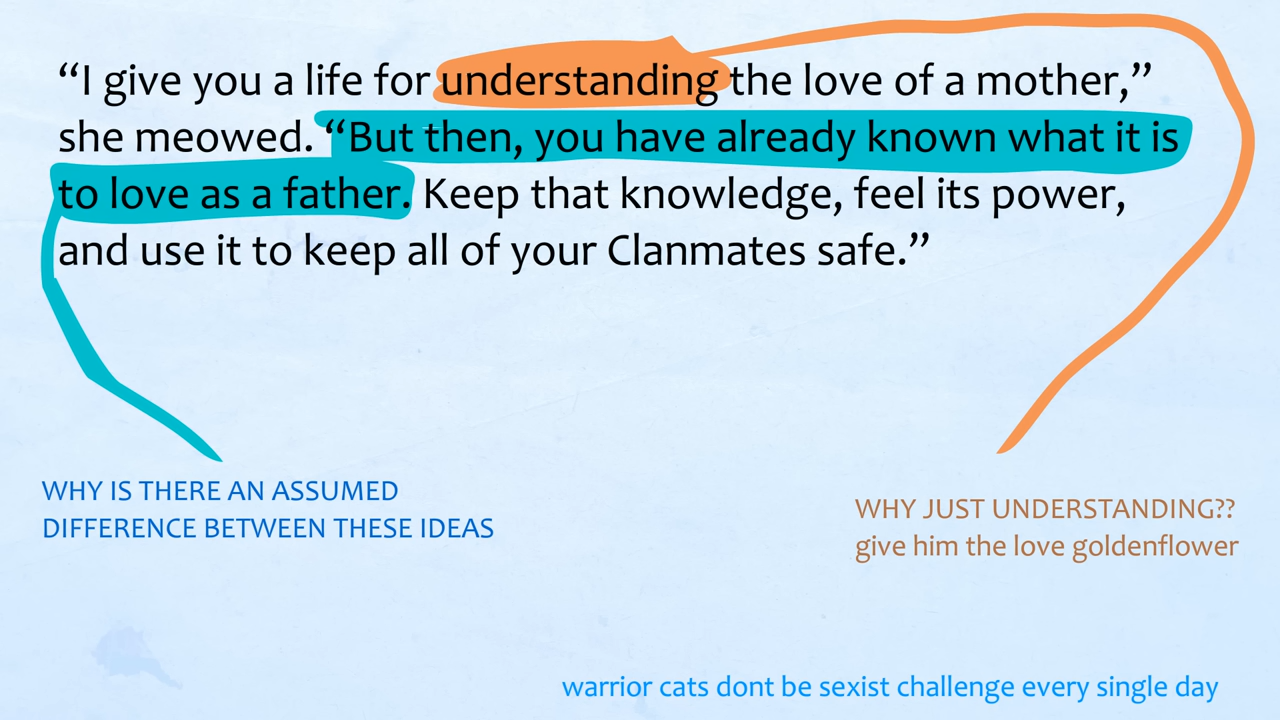 “I give you a life for understanding the love of a mother,”
she meowed. “But then, you have already known what it is
to love as a father. Keep that knowledge, feel its power,
and use it to keep all of your Clanmates safe.”
WHY IS THERE AN ASSUMED
DIFFERENCE BETWEEN THESE IDEAS
WHY JUST UNDERSTANDING??
give him the love goldenflower
warrior cats dont be sexist challenge every single day